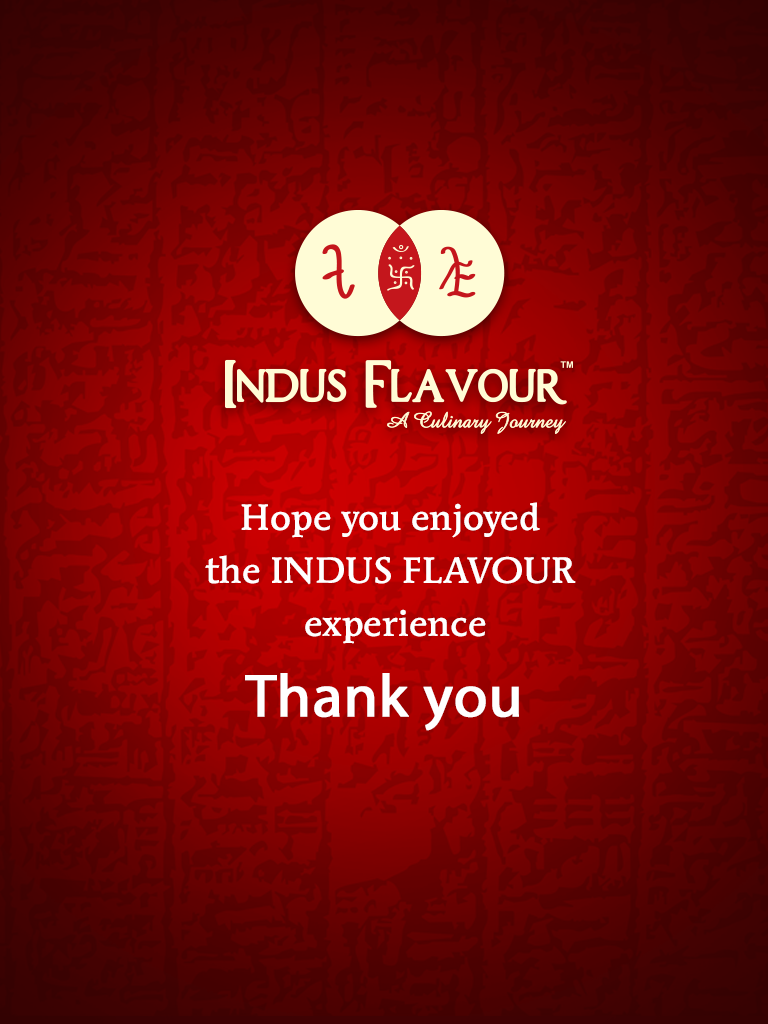 Indus Flavour™
A Culinary Journey
Hope you enjoyed
the INDUS FLAVOUR
experience
Thank you